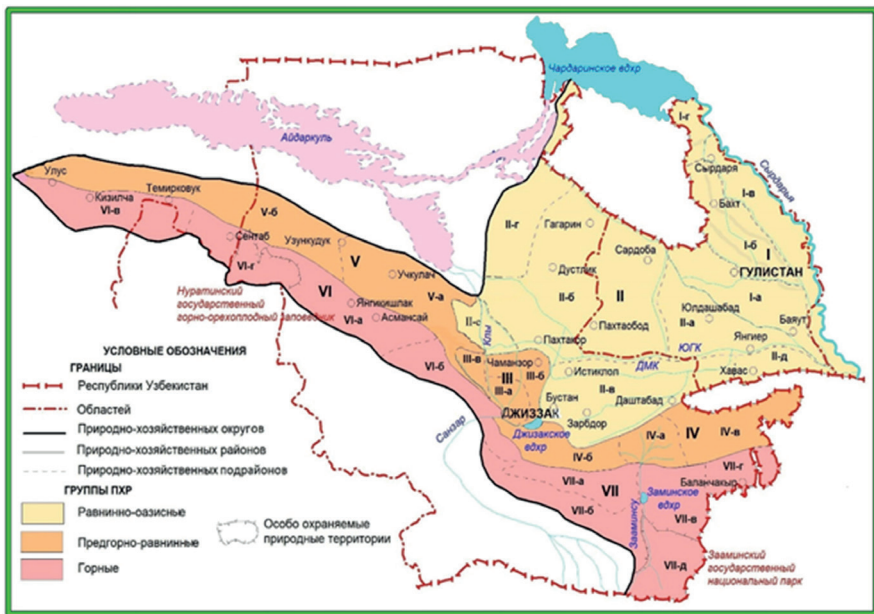 Чардаринское вдхр
Айдаркуль
I-г
Сырдарья
Сырдаря
I-в
Бахт
Улус
Темирковук
Кизилча
VI-в
V-б
II-г
Гагарин
I-б
I
Сентаб
Узункудук
V
Сардоба
ГУЛИСТАН
VI-г
Учкулач
Дустлик
II
I-а
VI
Янгикишлак
V-а
II-б
Юлдашабад
Нуратинский
государственный
горно-орехоплодный заповедник
VI-а
Асмансай
II-с
Клы
Пахтаобод
II-а
Баяут
Пахтакор
ЮГК
Янгиер
VI-б
III-в
Чаманзор
II-д
III
III-б
Истиклол
ДМК
Хавас
III-а
II-в
Бустан
Даштабад
ДЖИЗЗАК
Зарбдор
Санзар
Джизакское
вдхр
IV-а
IV
IV-в
IV-б
VII-г
VII-а
VII
Баланчакыр
Заминское
вдхр
VII-б
Зааминсу
VII-в
VII-д
Зааминский
государственный
национальный парк
УСЛОВНЫЕ ОБОЗНАЧЕНИЯ
ГРАНИЦЫ
Республики Узбекистан
Областей
Природно-хозяйственных округов
Природно-хозяйственных районов
Природно-хозяйственных подрайонов
ГРУППЫ ПХР
Равнинно-оазисные
Предгорно-равнинные
Горные
Особо охраняемые
природные территории